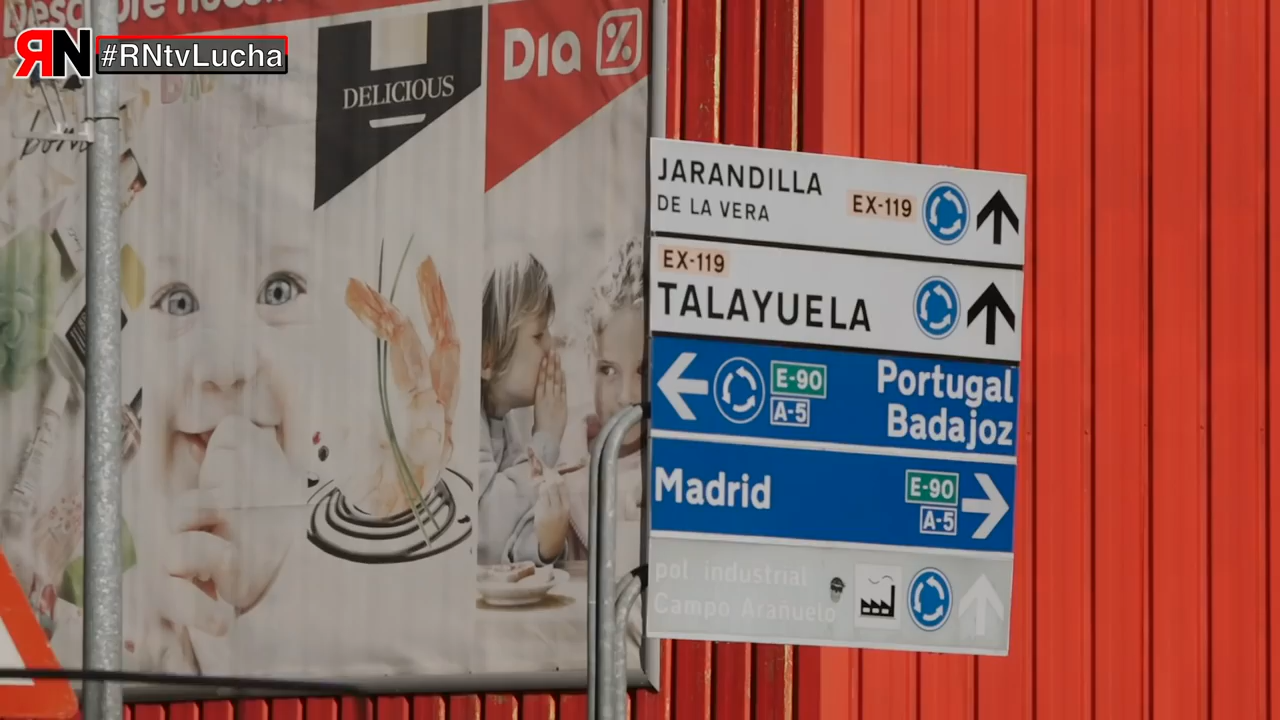 RN #RNtvLucha
DELICIOUS
Dia %
JARANDILLA
DE LA VERA
EX-119
EX-119
TALAYUELA
E-90
A-5
Portugal
Badajoz
Madrid
E-90
A-5
pol industrial
Campo Arañuelo